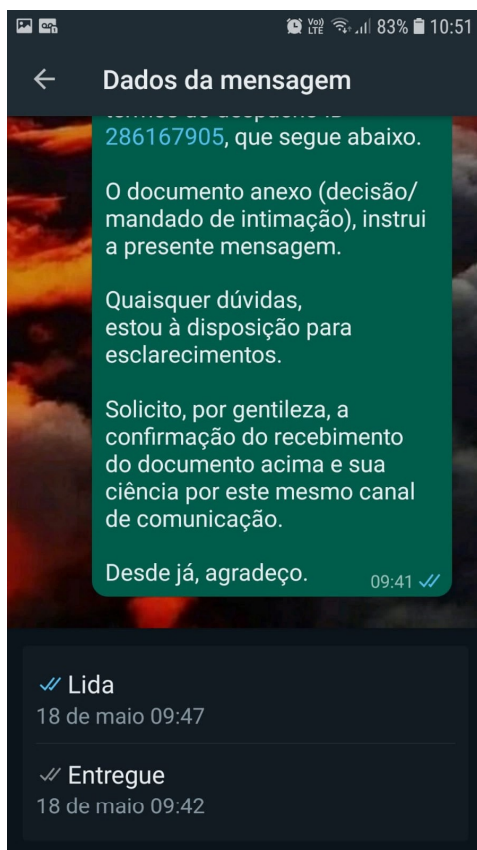 Vo)) LTE 83% 10:51
Dados da mensagem
286167905, que segue abaixo.
O documento anexo (decisão/
mandado de intimação), instrui
a presente mensagem.
Quaisquer dúvidas,
estou à disposição para
esclarecimentos.
Solicito, por gentileza, a
confirmação do recebimento
do documento acima e sua
ciência por este mesmo canal
de comunicação.
Desde já, agradeço.
09:41
Lida
18 de maio 09:47
Entregue
18 de maio 09:42